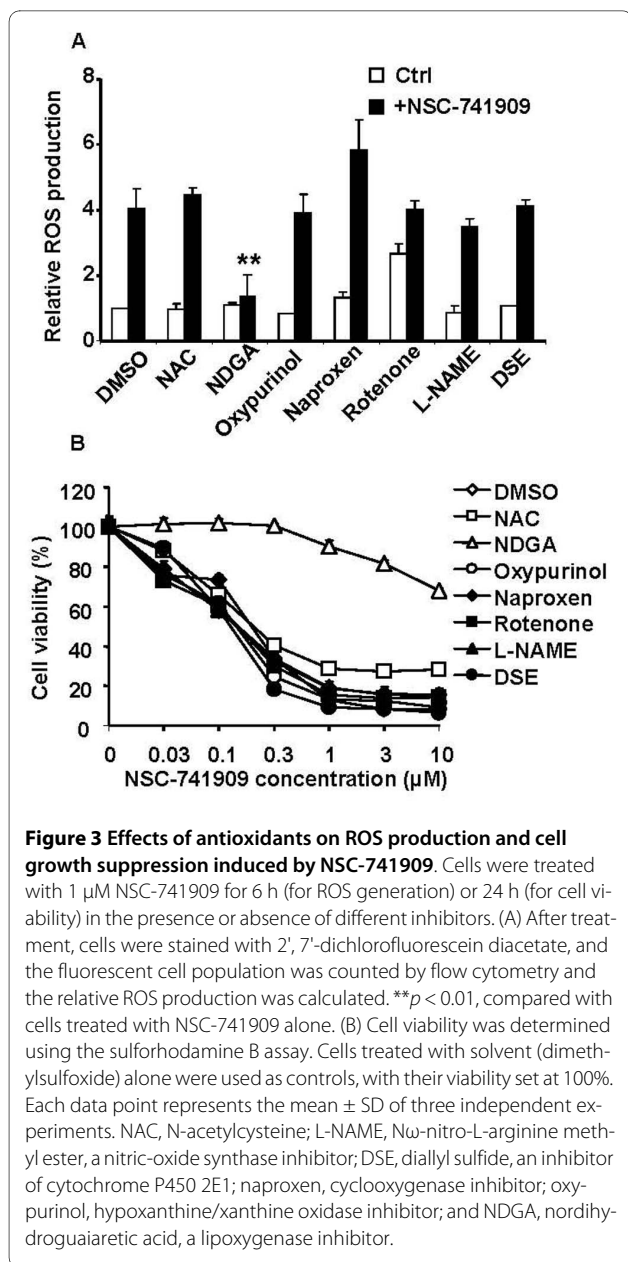 A
Ctrl
+NSC-741909
Relative ROS production
8
6
4
2
0
**
DMSO
NAC
NDGA
Oxypurinol
Naproxen
Rotenone
L-NAME
DSE
B
Cell viability (%)
120
100
80
60
40
20
0
0 0.03 0.1 0.3 1 3 10
NSC-741909 concentration (µM)
DMSO
NAC
NDGA
Oxypurinol
Naproxen
Rotenone
L-NAME
DSE
Figure 3 Effects of antioxidants on ROS production and cell
growth suppression induced by NSC-741909. Cells were treated
with 1 µM NSC-741909 for 6 h (for ROS generation) or 24 h (for cell vi-
ability) in the presence or absence of different inhibitors. (A) After treat-
ment, cells were stained with 2', 7'-dichlorofluorescein diacetate, and
the fluorescent cell population was counted by flow cytometry and
the relative ROS production was calculated. **p < 0.01, compared with
cells treated with NSC-741909 alone. (B) Cell viability was determined
using the sulforhodamine B assay. Cells treated with solvent (dimeth-
ylsulfoxide) alone were used as controls, with their viability set at 100%.
Each data point represents the mean ± SD of three independent ex-
periments. NAC, N-acetylcysteine; L-NAME, Nω-nitro-L-arginine meth-
yl ester, a nitric-oxide synthase inhibitor; DSE, diallyl sulfide, an inhibitor
of cytochrome P450 2E1; naproxen, cyclooxygenase inhibitor; oxy-
purinol, hypoxanthine/xanthine oxidase inhibitor; and NDGA, nordihy-
droguaiaretic acid, a lipoxygenase inhibitor.